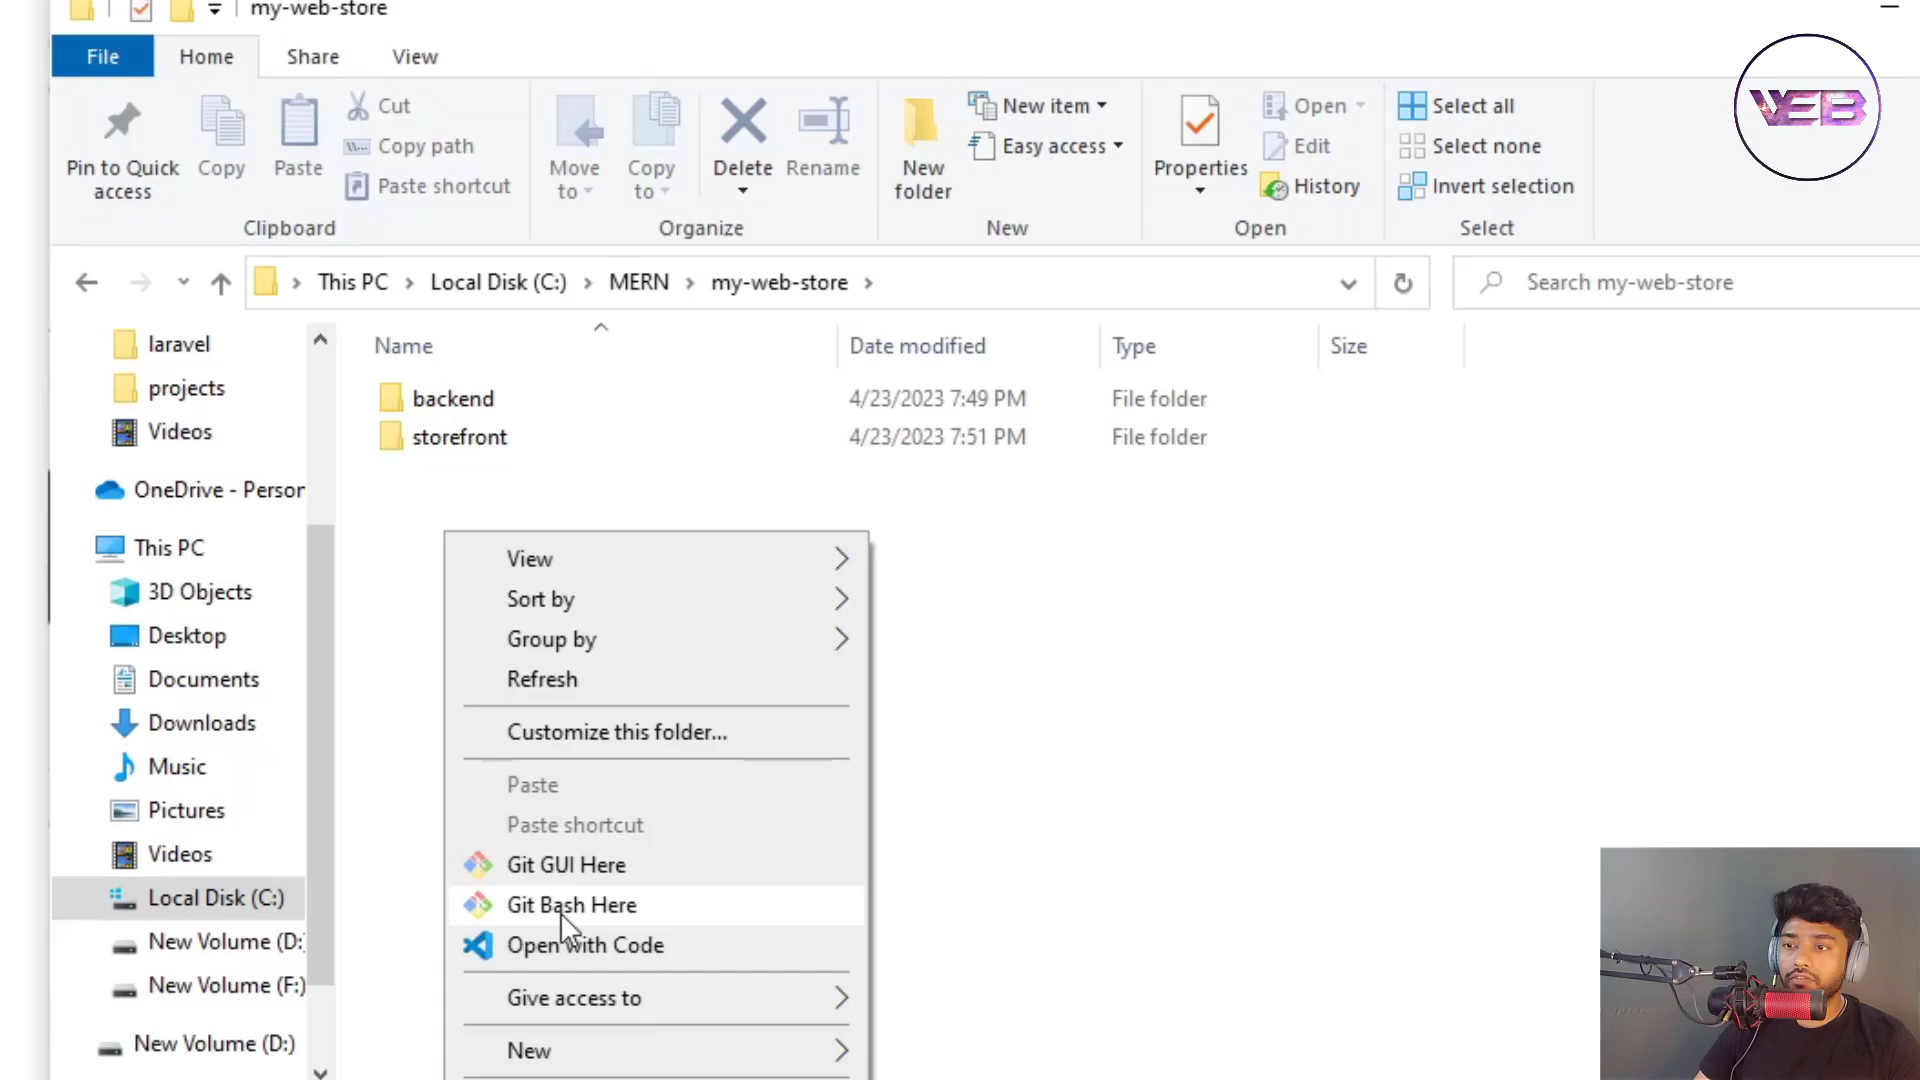 my-web-store
File
Home
Share
View
Pin to Quick
access
Copy
Paste
Cut
Copy path
Paste shortcut
Clipboard
Move
to
Copy
to
Delete
Rename
Organize
New
folder
New item
Easy access
New
Properties
Open
Edit
History
Open
Select all
Select none
Invert selection
Select
WEB
This PC
Local Disk (C:)
MERN
my-web-store
Search my-web-store
laravel
projects
Videos
OneDrive - Person
This PC
3D Objects
Desktop
Documents
Downloads
Music
Pictures
Videos
Local Disk (C:)
New Volume (D:
New Volume (F:)
New Volume (D:)
Name
Date modified
Type
Size
backend
4/23/2023 7:49 PM
File folder
storefront
4/23/2023 7:51 PM
File folder
View
Sort by
Group by
Refresh
Customize this folder...
Paste
Paste shortcut
Git GUI Here
Git Bash Here
Open with Code
Give access to
New